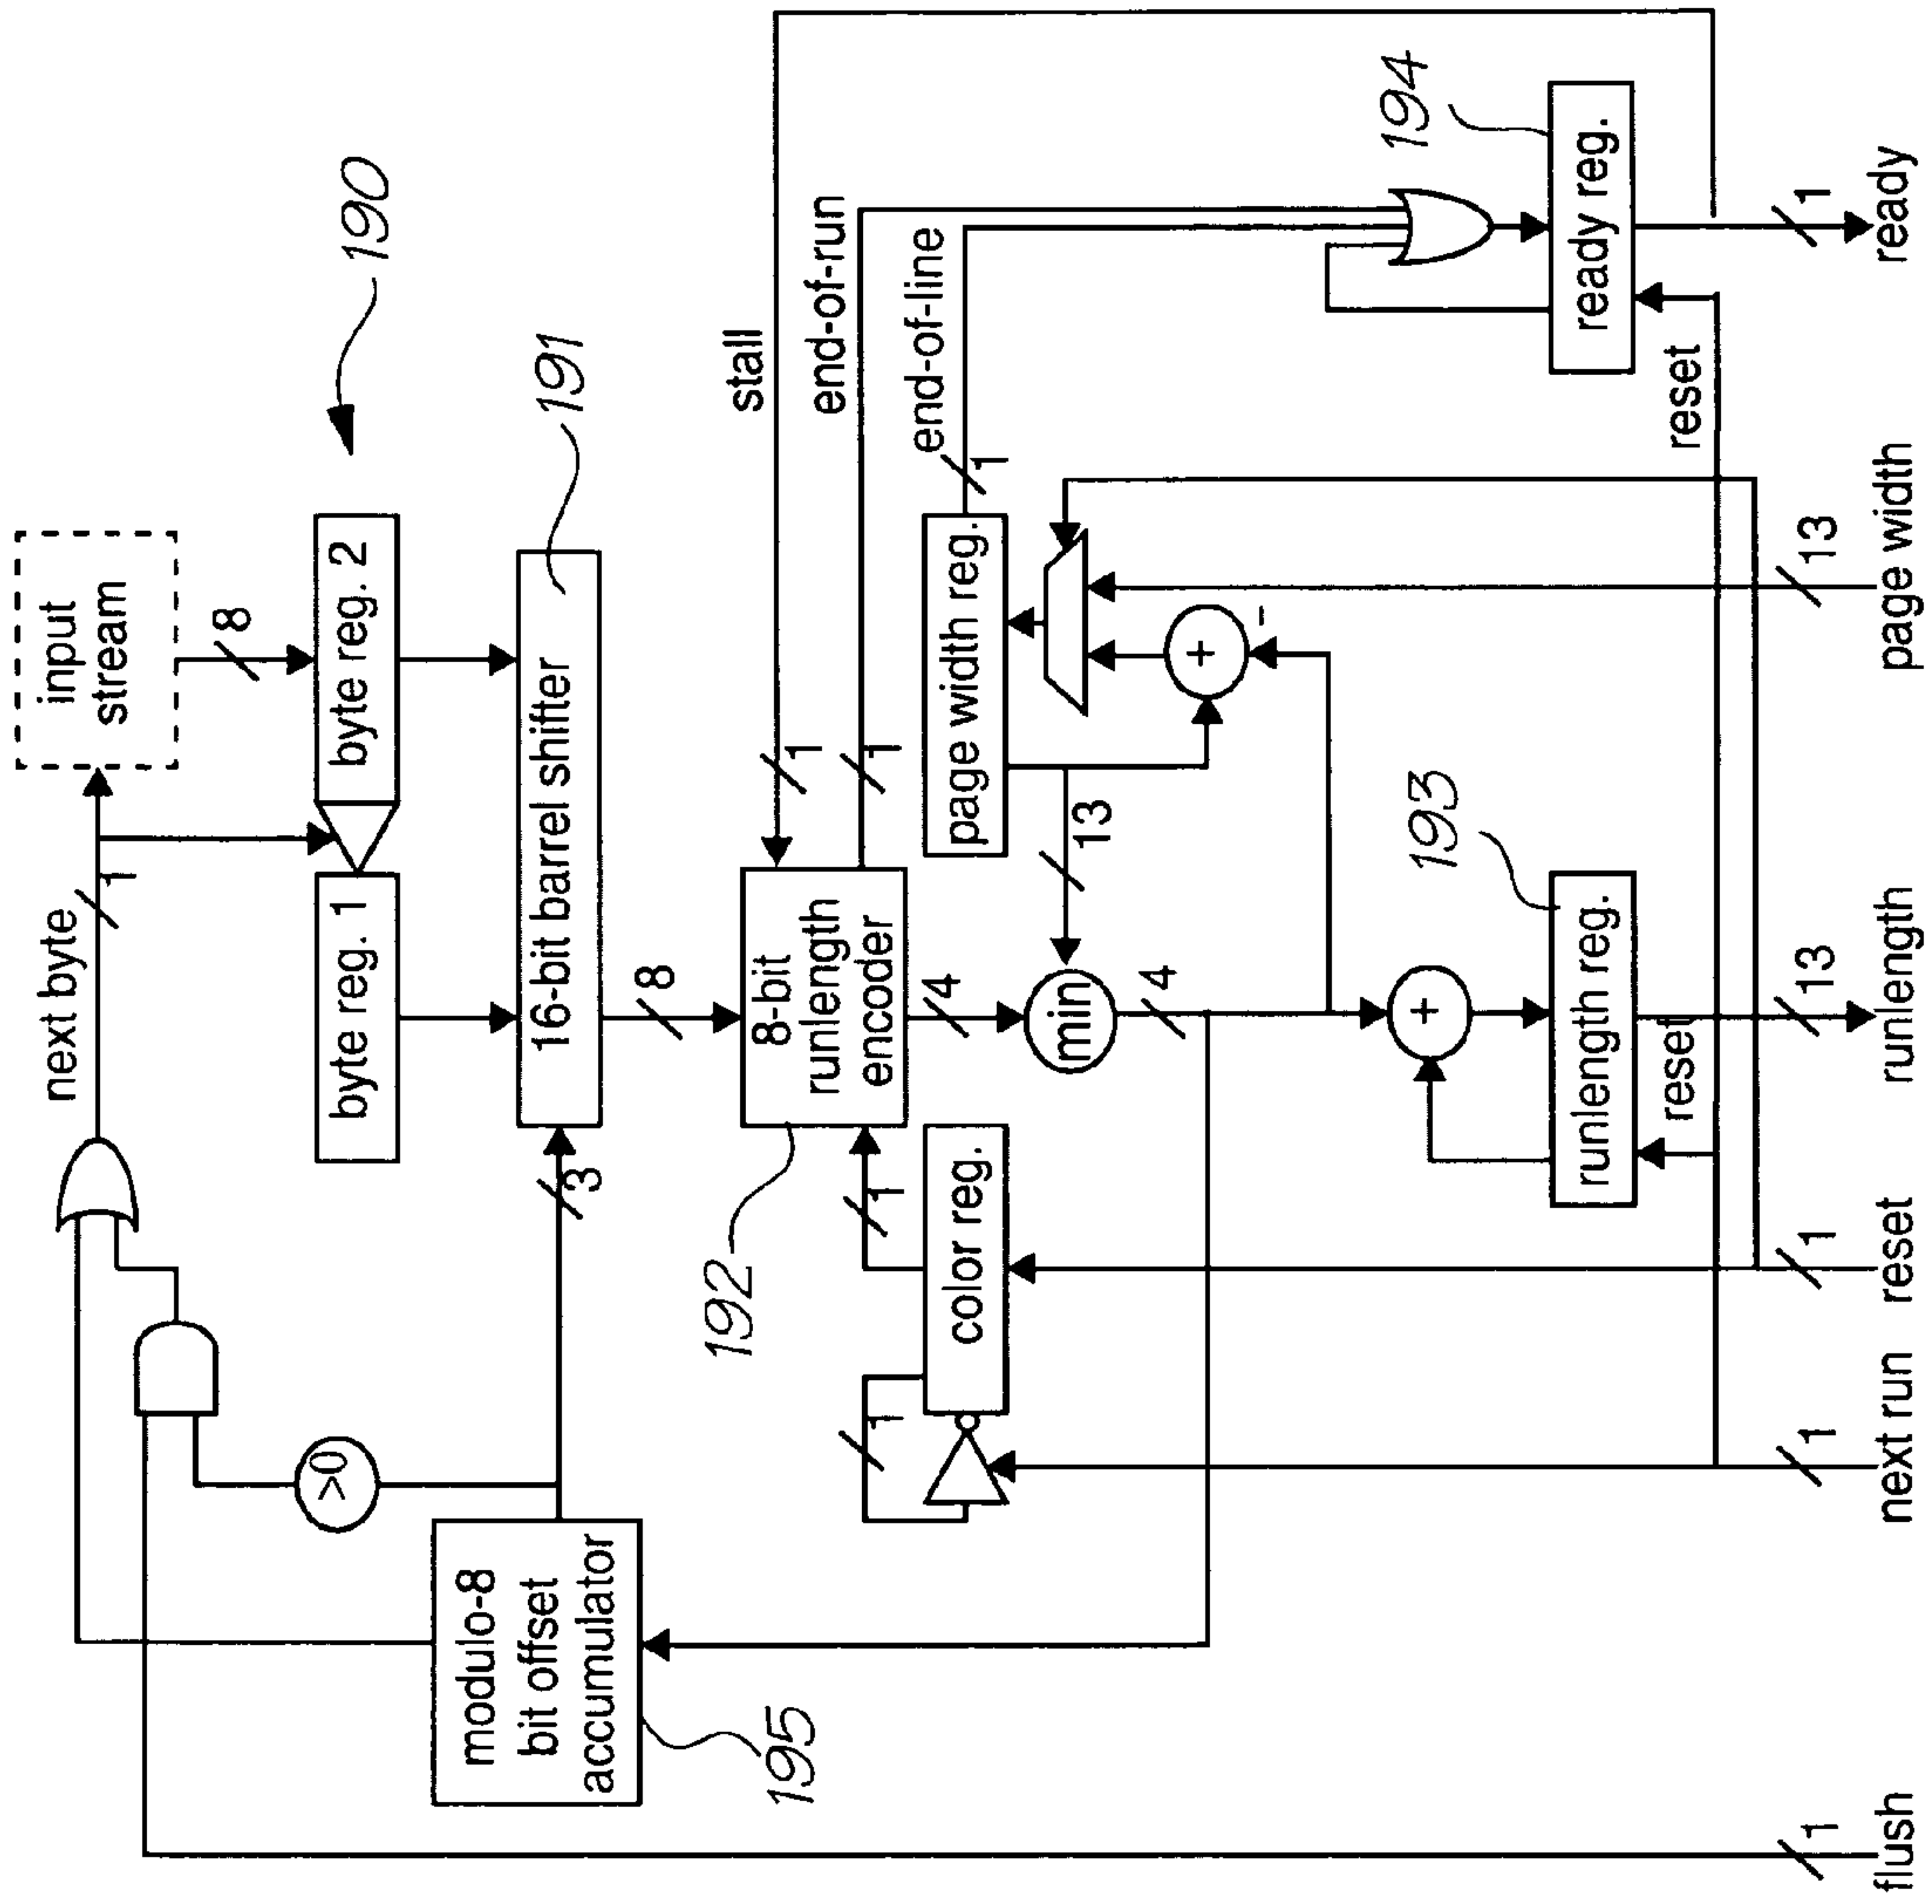 next byte
1
input
stream
8
190
byte reg. 1
byte reg. 2
16-bit barrel shifter
191
3
8
>0
modulo-8
bit offset
accumulator
195
192
8-bit
runlength
encoder
stall
1
end-of-run
1
end-of-line
1
color reg.
1
1
4
min
4
13
page width reg.
+
-
+
193
runlength reg.
reset
194
ready reg.
reset
1
flush
1
next run
1
reset
13
runlength
13
page width
1
ready